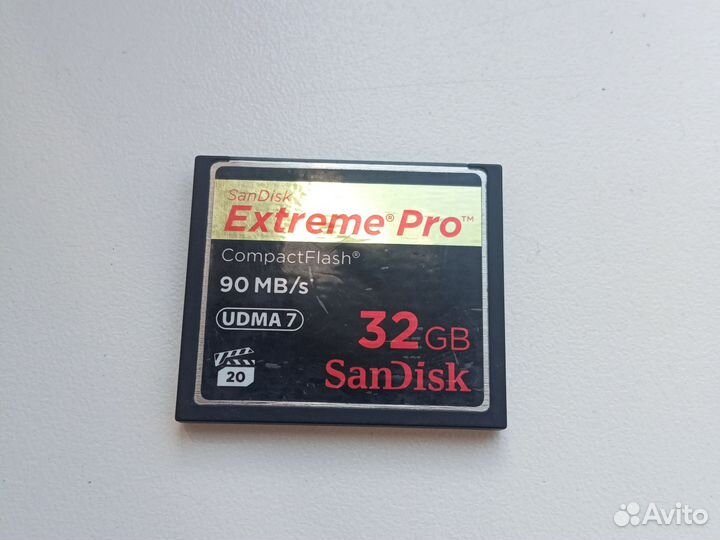 SanDisk
Extreme® Pro™
CompactFlash®
90 MB/s*
UDMA 7
32GB
20
SanDisk
Avito